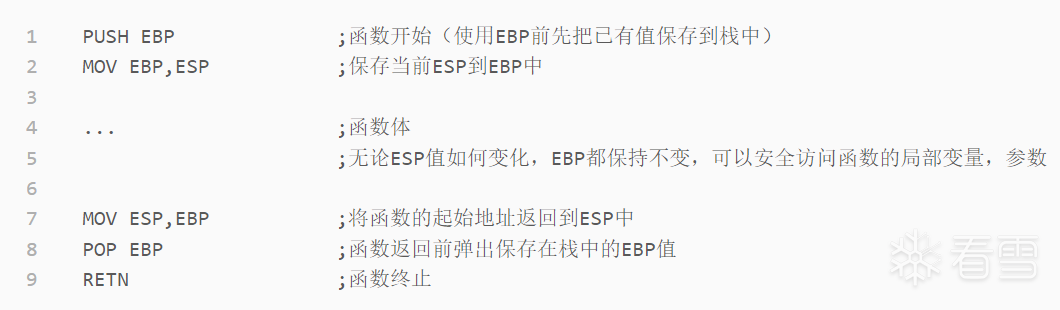 1 PUSH EBP ;函数开始（使用EBP前先把已有值保存到栈中）
2 MOV EBP,ESP ;保存当前ESP到EBP中
3
4 ... ;函数体
5 ;无论ESP值如何变化，EBP都保持不变，可以安全访问函数的局部变量，参数
6
7 MOV ESP,EBP ;将函数的起始地址返回到ESP中
8 POP EBP ;函数返回前弹出保存在栈中的EBP值
9 RETN ;函数终止
看雪